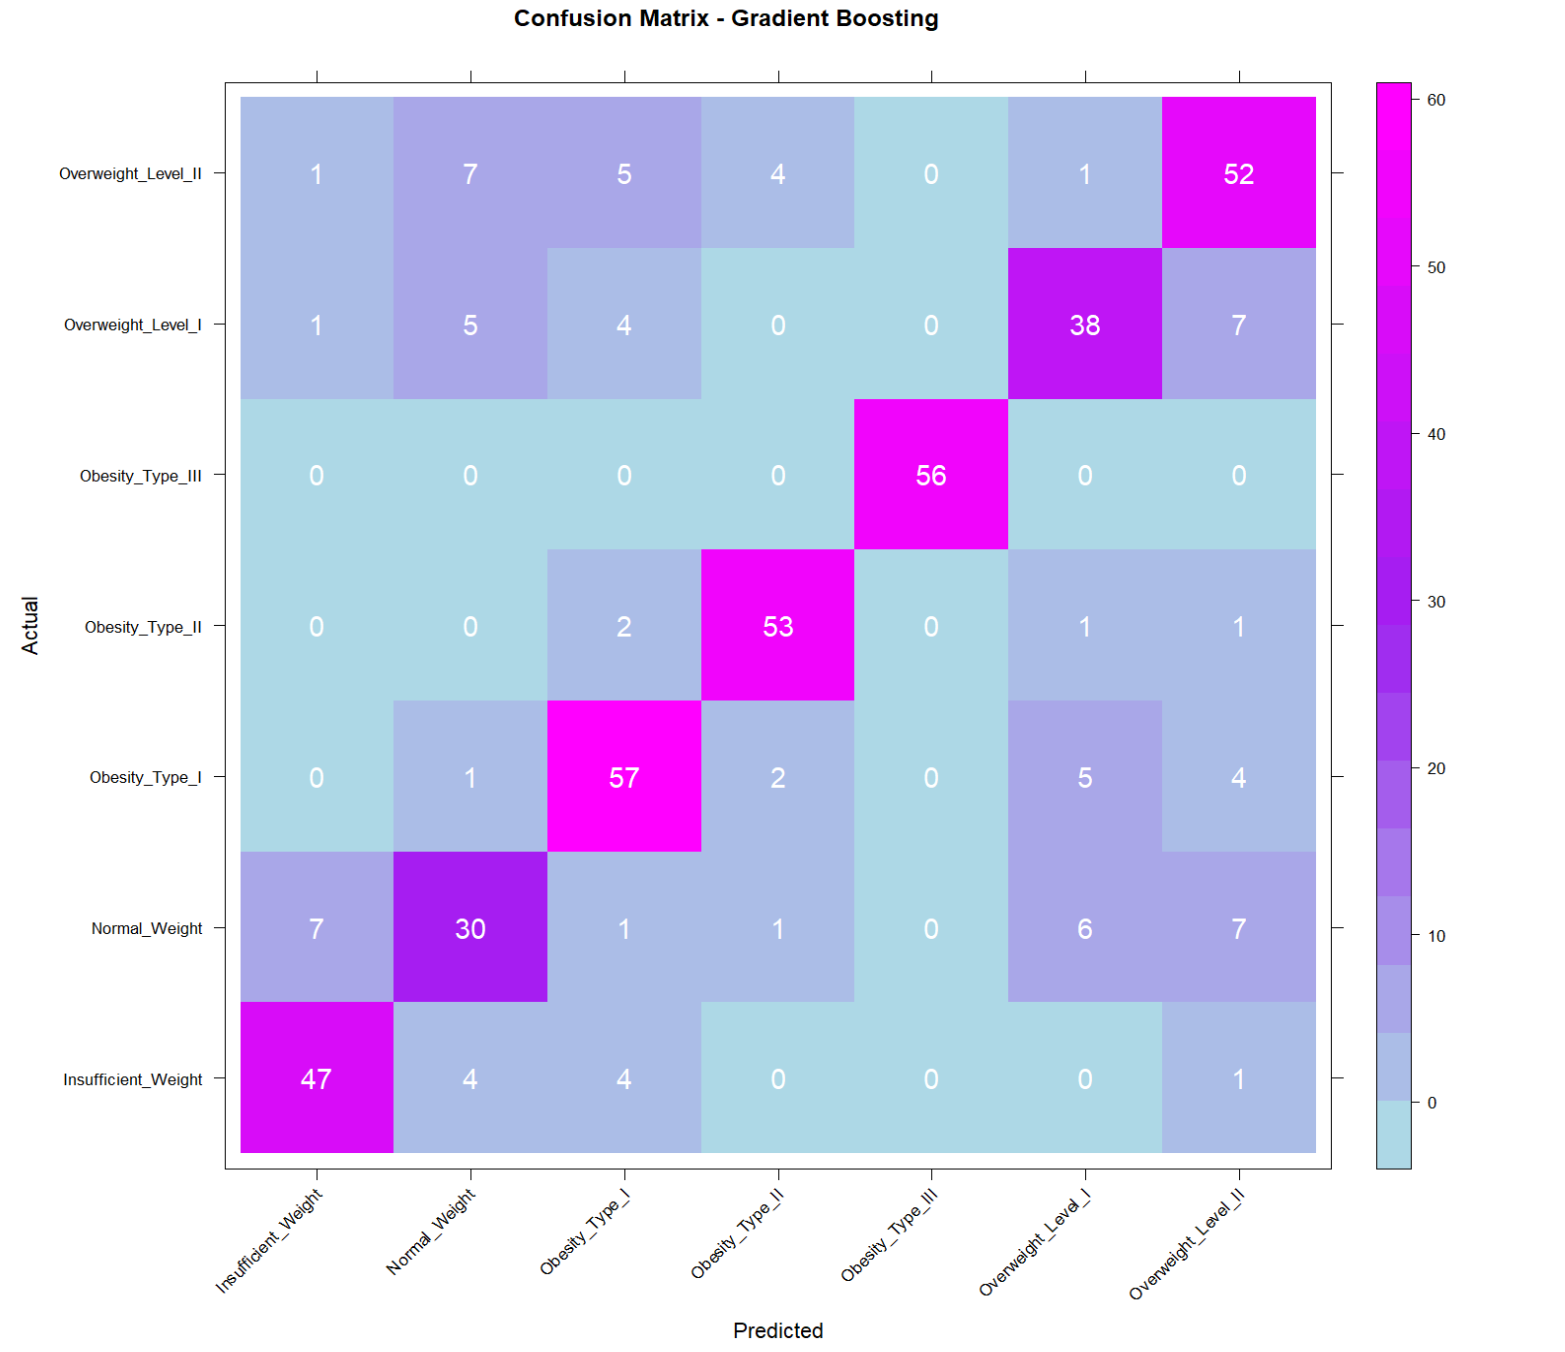 Confusion Matrix - Gradient Boosting
Overweight_Level_II 1 7 5 4 0 1 52
Overweight_Level_I 1 5 4 0 0 38 7
Obesity_Type_III 0 0 0 0 56 0 0
Obesity_Type_II 0 0 2 53 0 1 1
Obesity_Type_I 0 1 57 2 0 5 4
Normal_Weight 7 30 1 1 0 6 7
Insufficient_Weight 47 4 4 0 0 0 1
Actual
Insufficient_Weight
Normal_Weight
Obesity_Type_I
Obesity_Type_II
Obesity_Type_III
Overweight_Level_I
Overweight_Level_II
Predicted
60
50
40
30
20
10
0